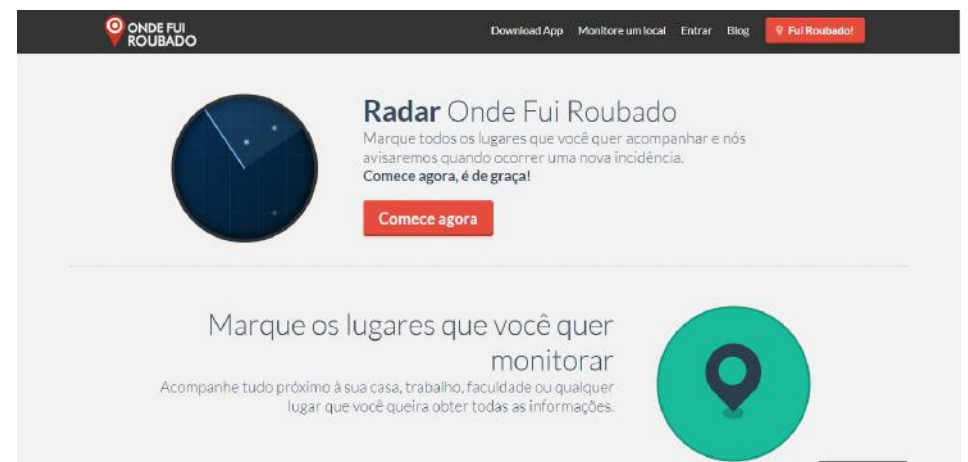 ONDE FUI
ROUBADO
Download App Monitore um local Entrar Blog Fui Roubado!
Radar Onde Fui Roubado
Marque todos os lugares que você quer acompanhar e nós
avisaremos quando ocorrer uma nova incidência.
Comece agora, é de graça!
Comece agora
Marque os lugares que você quer
monitorar
Acompanhe tudo próximo à sua casa, trabalho, faculdade ou qualquer
lugar que você queira obter todas as informações.